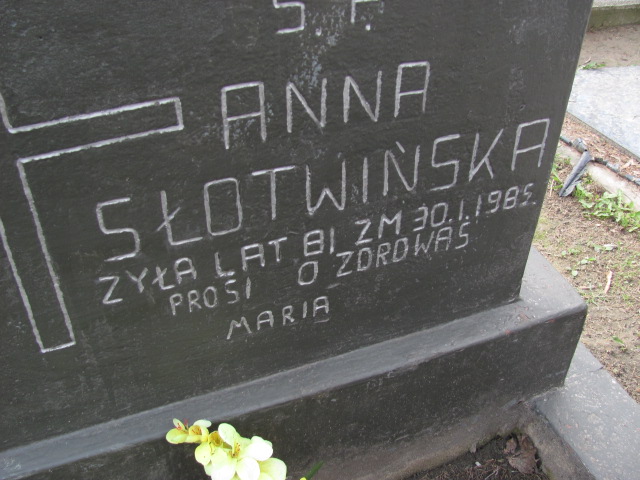 Ś.P.
ANNA
SŁOTWIŃSKA
ŻYŁA LAT 81 ZM 30.1.1985.
PROSI O ZDROWAŚ
MARIA